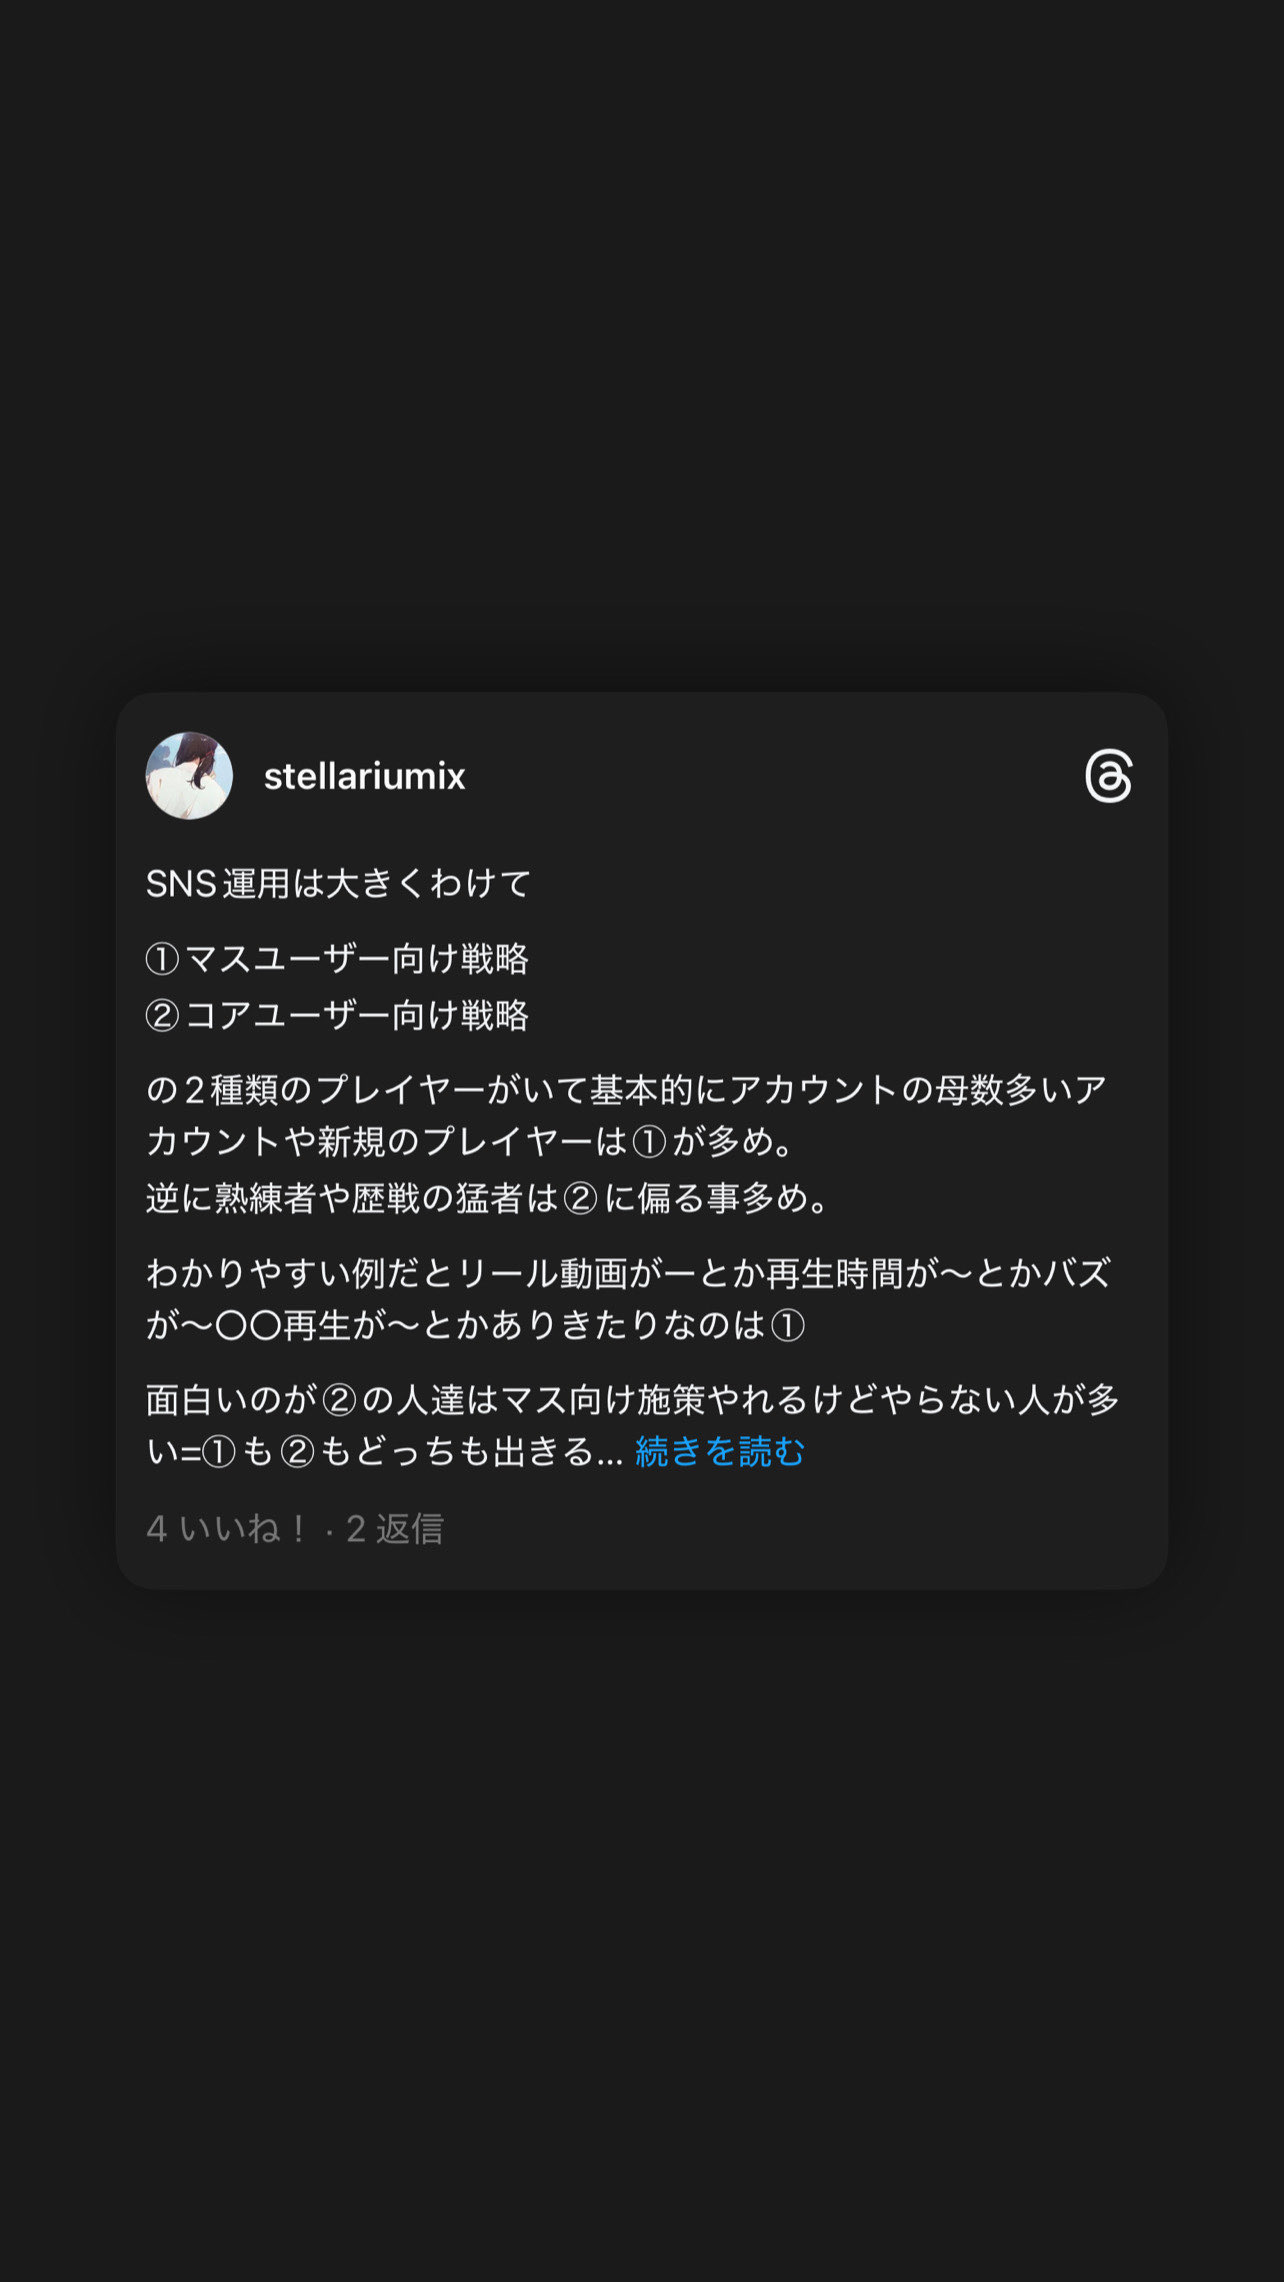 stellariumix
SNS運用は大きくわけて
①マスユーザー向け戦略
②コアユーザー向け戦略
の2種類のプレイヤーがいて基本的にアカウントの母数多いア
カウントや新規のプレイヤーは①が多め。
逆に熟練者や歴戦の猛者は②に偏る事多め。
わかりやすい例だとリール動画がーとか再生時間が〜とかバズ
が〜〇〇再生が〜とかありきたりなのは①
面白いのが②の人達はマス向け施策やれるけどやらない人が多
い=①も②もどっちも出きる... 続きを読む
4 いいね！ · 2 返信